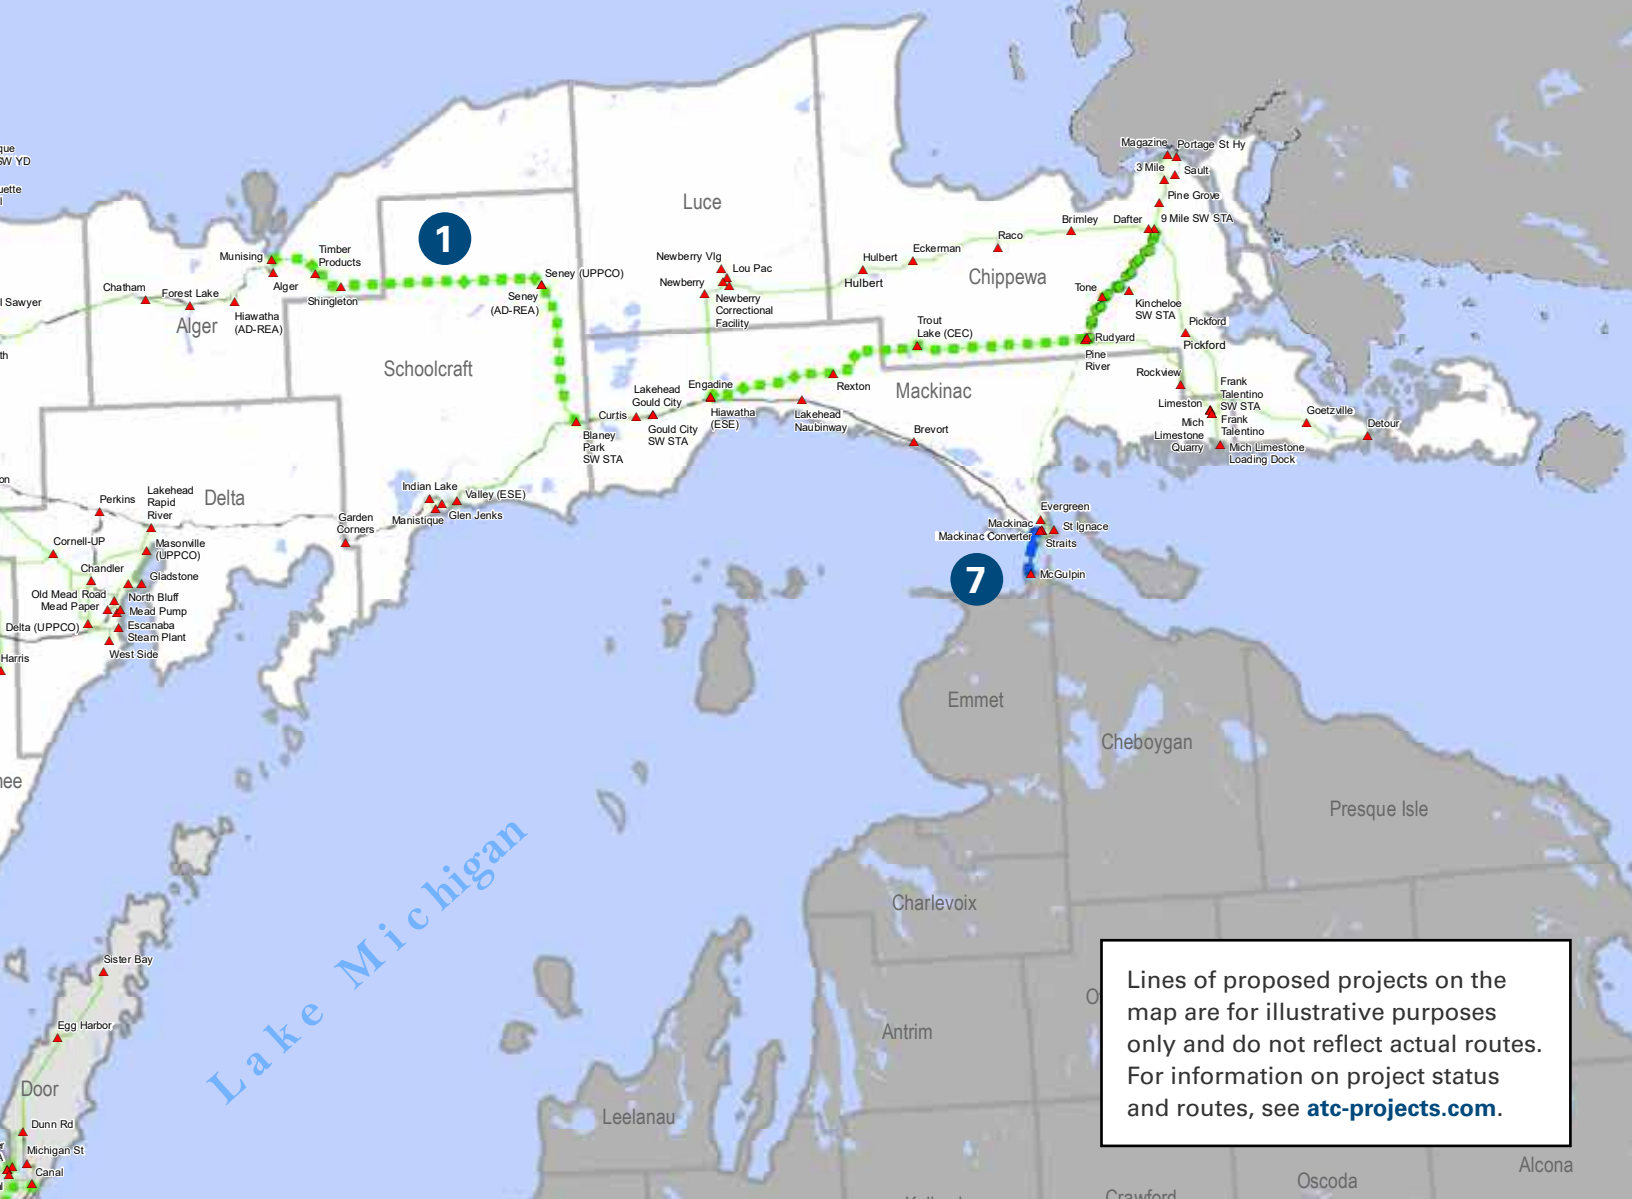 SW YD
Sawyer
Chatham
Forest Lake
Alger
Hiawatha
(AD-REA)
Munising
Alger
Timber
Products
Shingleton
1
Seney (UPPCO)
Seney
(AD-REA)
Schoolcraft
Luce
Newberry Vlg
Lou Pac
Newberry
Newberry
Correctional
Facility
Hulbert
Hulbert
Eckerman
Raco
Chippewa
Brimley
Dafter
Magazine
Portage St Hy
3 Mile
Sault
Pine Grove
9 Mile SW STA
Tone
Kincheloe
SW STA
Trout
Lake (CEC)
Rudyard
Pine
River
Pickford
Pickford
Rockview
Limeston
Mich
Limestone
Quarry
Frank
Talentino
SW STA
Frank
Talentino
Mich Limestone
Loading Dock
Goetzville
Detour
Mackinac
Rexton
Engadine
Hiawatha
(ESE)
Lakehead
Naubinway
Brevort
Lakehead
Gould City
Curtis
Gould City
SW STA
Blaney
Park
SW STA
Indian Lake
Valley (ESE)
Manistique
Glen Jenks
Garden
Corners
Delta
Perkins
Lakehead
Rapid
River
Cornell-UP
Masonville
(UPPCO)
Chandler
Gladstone
Old Mead Road
North Bluff
Mead Paper
Mead Pump
Delta (UPPCO)
Escanaba
Steam Plant
West Side
Harris
Evergreen
Mackinac
St Ignace
Mackinac Converter
Straits
7
McGulpin
Emmet
Cheboygan
Presque Isle
Charlevoix
Antrim
Leelanau
Lake Michigan
Sister Bay
Egg Harbor
Door
Dunn Rd
Michigan St
Canal
Lines of proposed projects on the
map are for illustrative purposes
only and do not reflect actual routes.
For information on project status
and routes, see atc-projects.com.
Crawford
Oscoda
Alcona